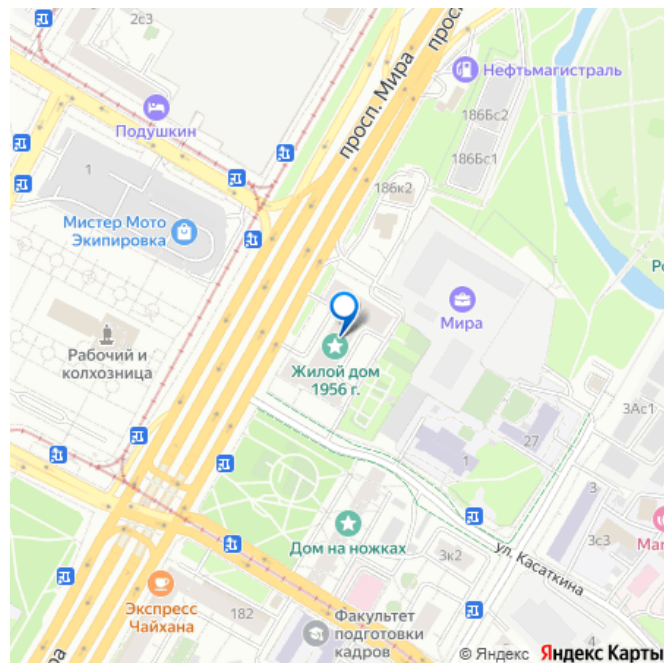 2с3
просп. Мира
прос
Нефтьмагистраль
Подушкин
186Бс2
186Бс1
1
186к2
Мистер Мото
Экипировка
Мира
Рабочий и
колхозница
Жилой дом
1956 г.
3Ас1
27
1
3
Дом на ножках
3к2
3с3
ул. Касаткина
Экспресс
Чайхана
182
Факультет
подготовки
кадров
4
© Яндекс Яндекс Карты